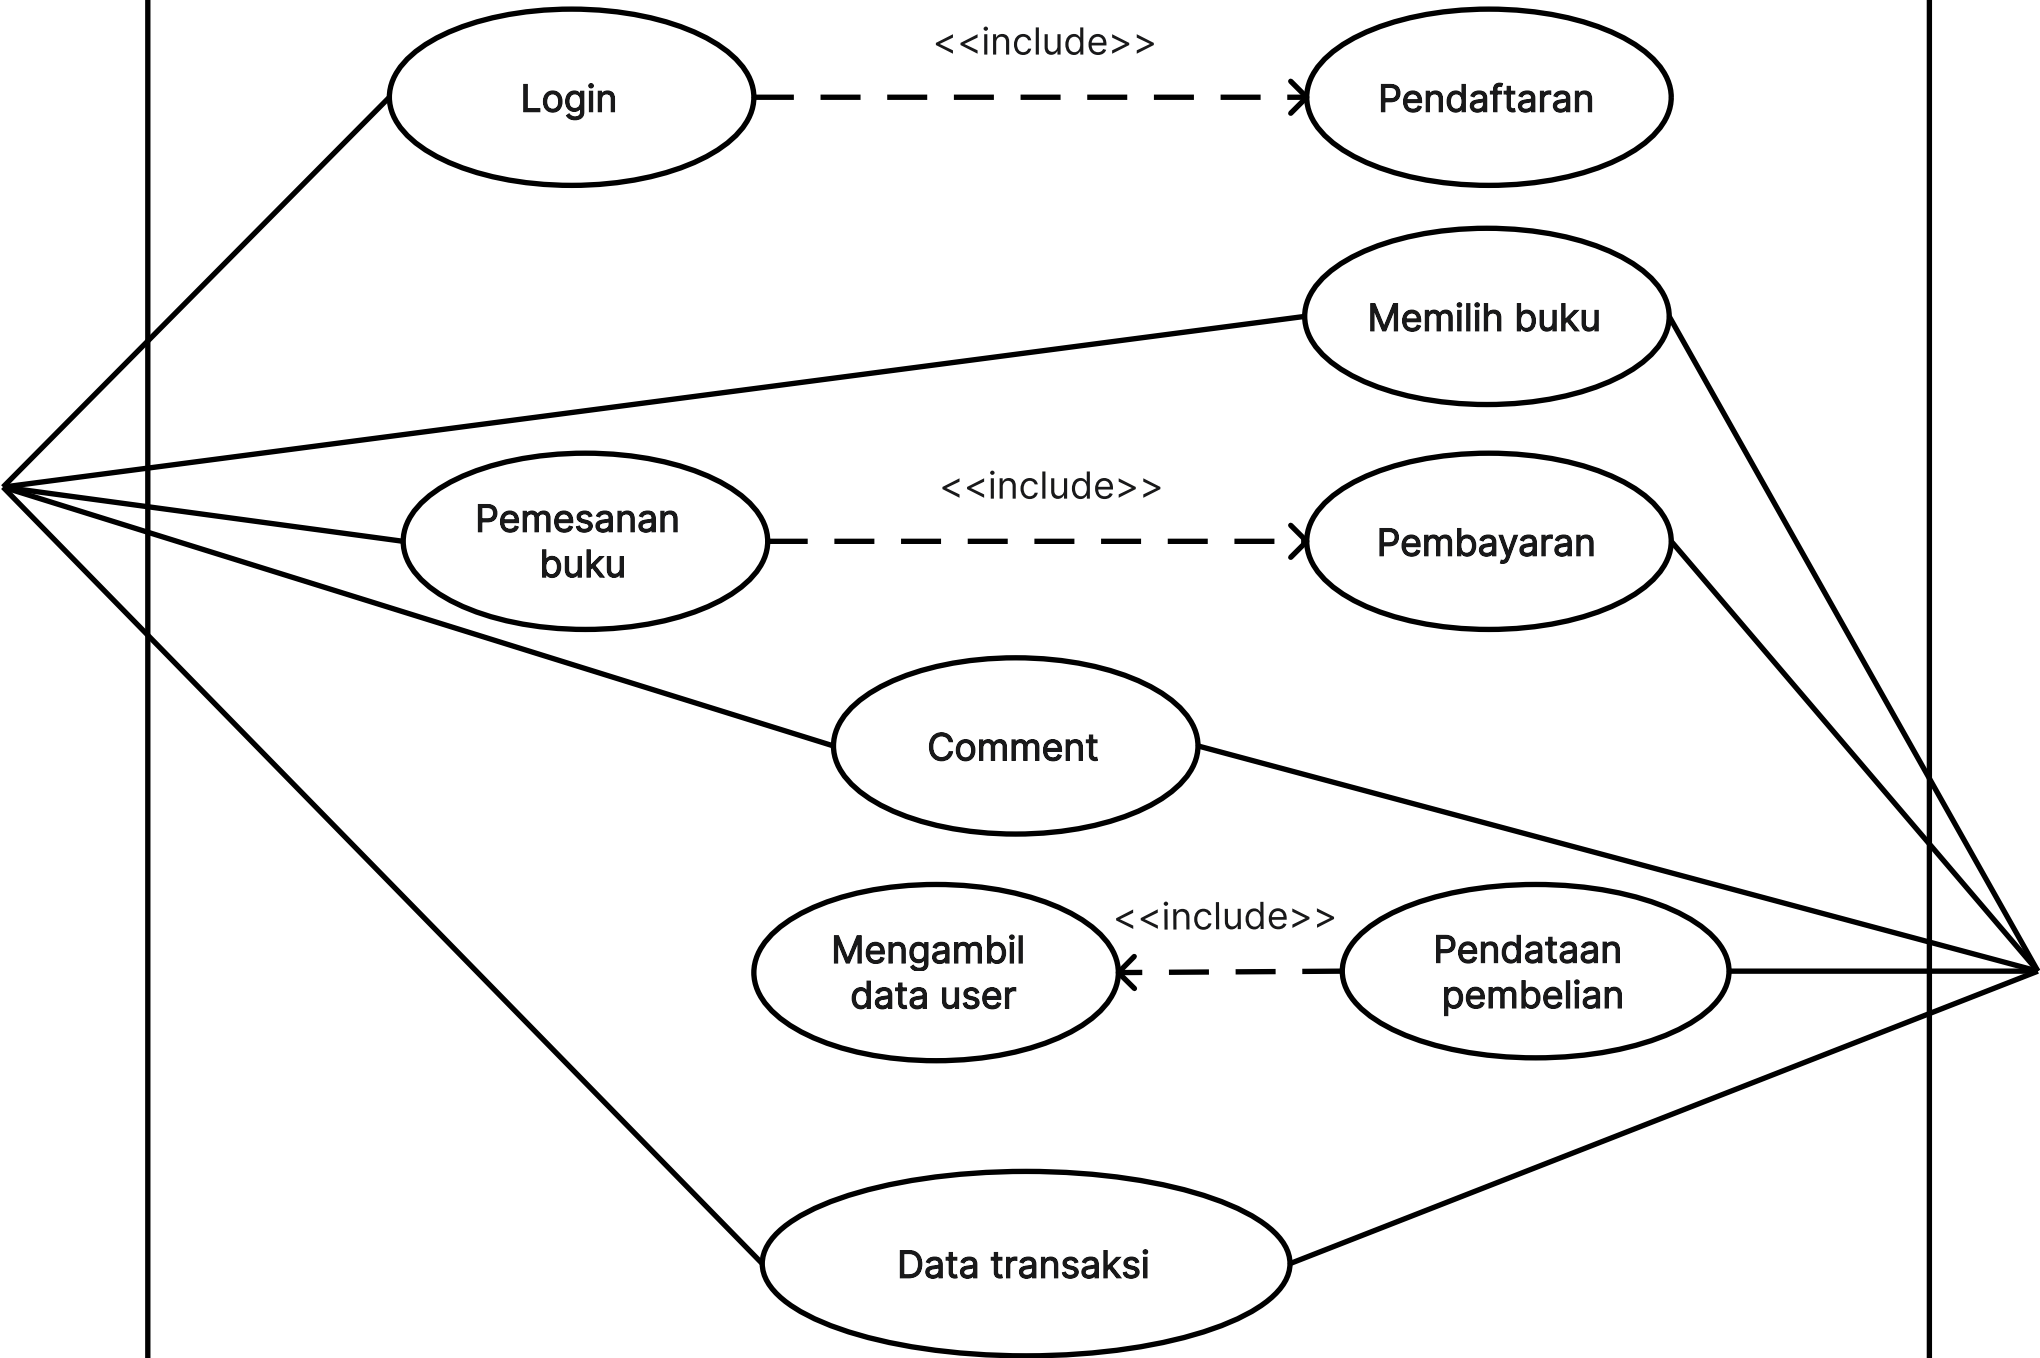 Login
<<include>>
Pendaftaran
Memilih buku
Pemesanan
buku
<<include>>
Pembayaran
Comment
Mengambil
data user
<<include>>
Pendataan
pembelian
Data transaksi